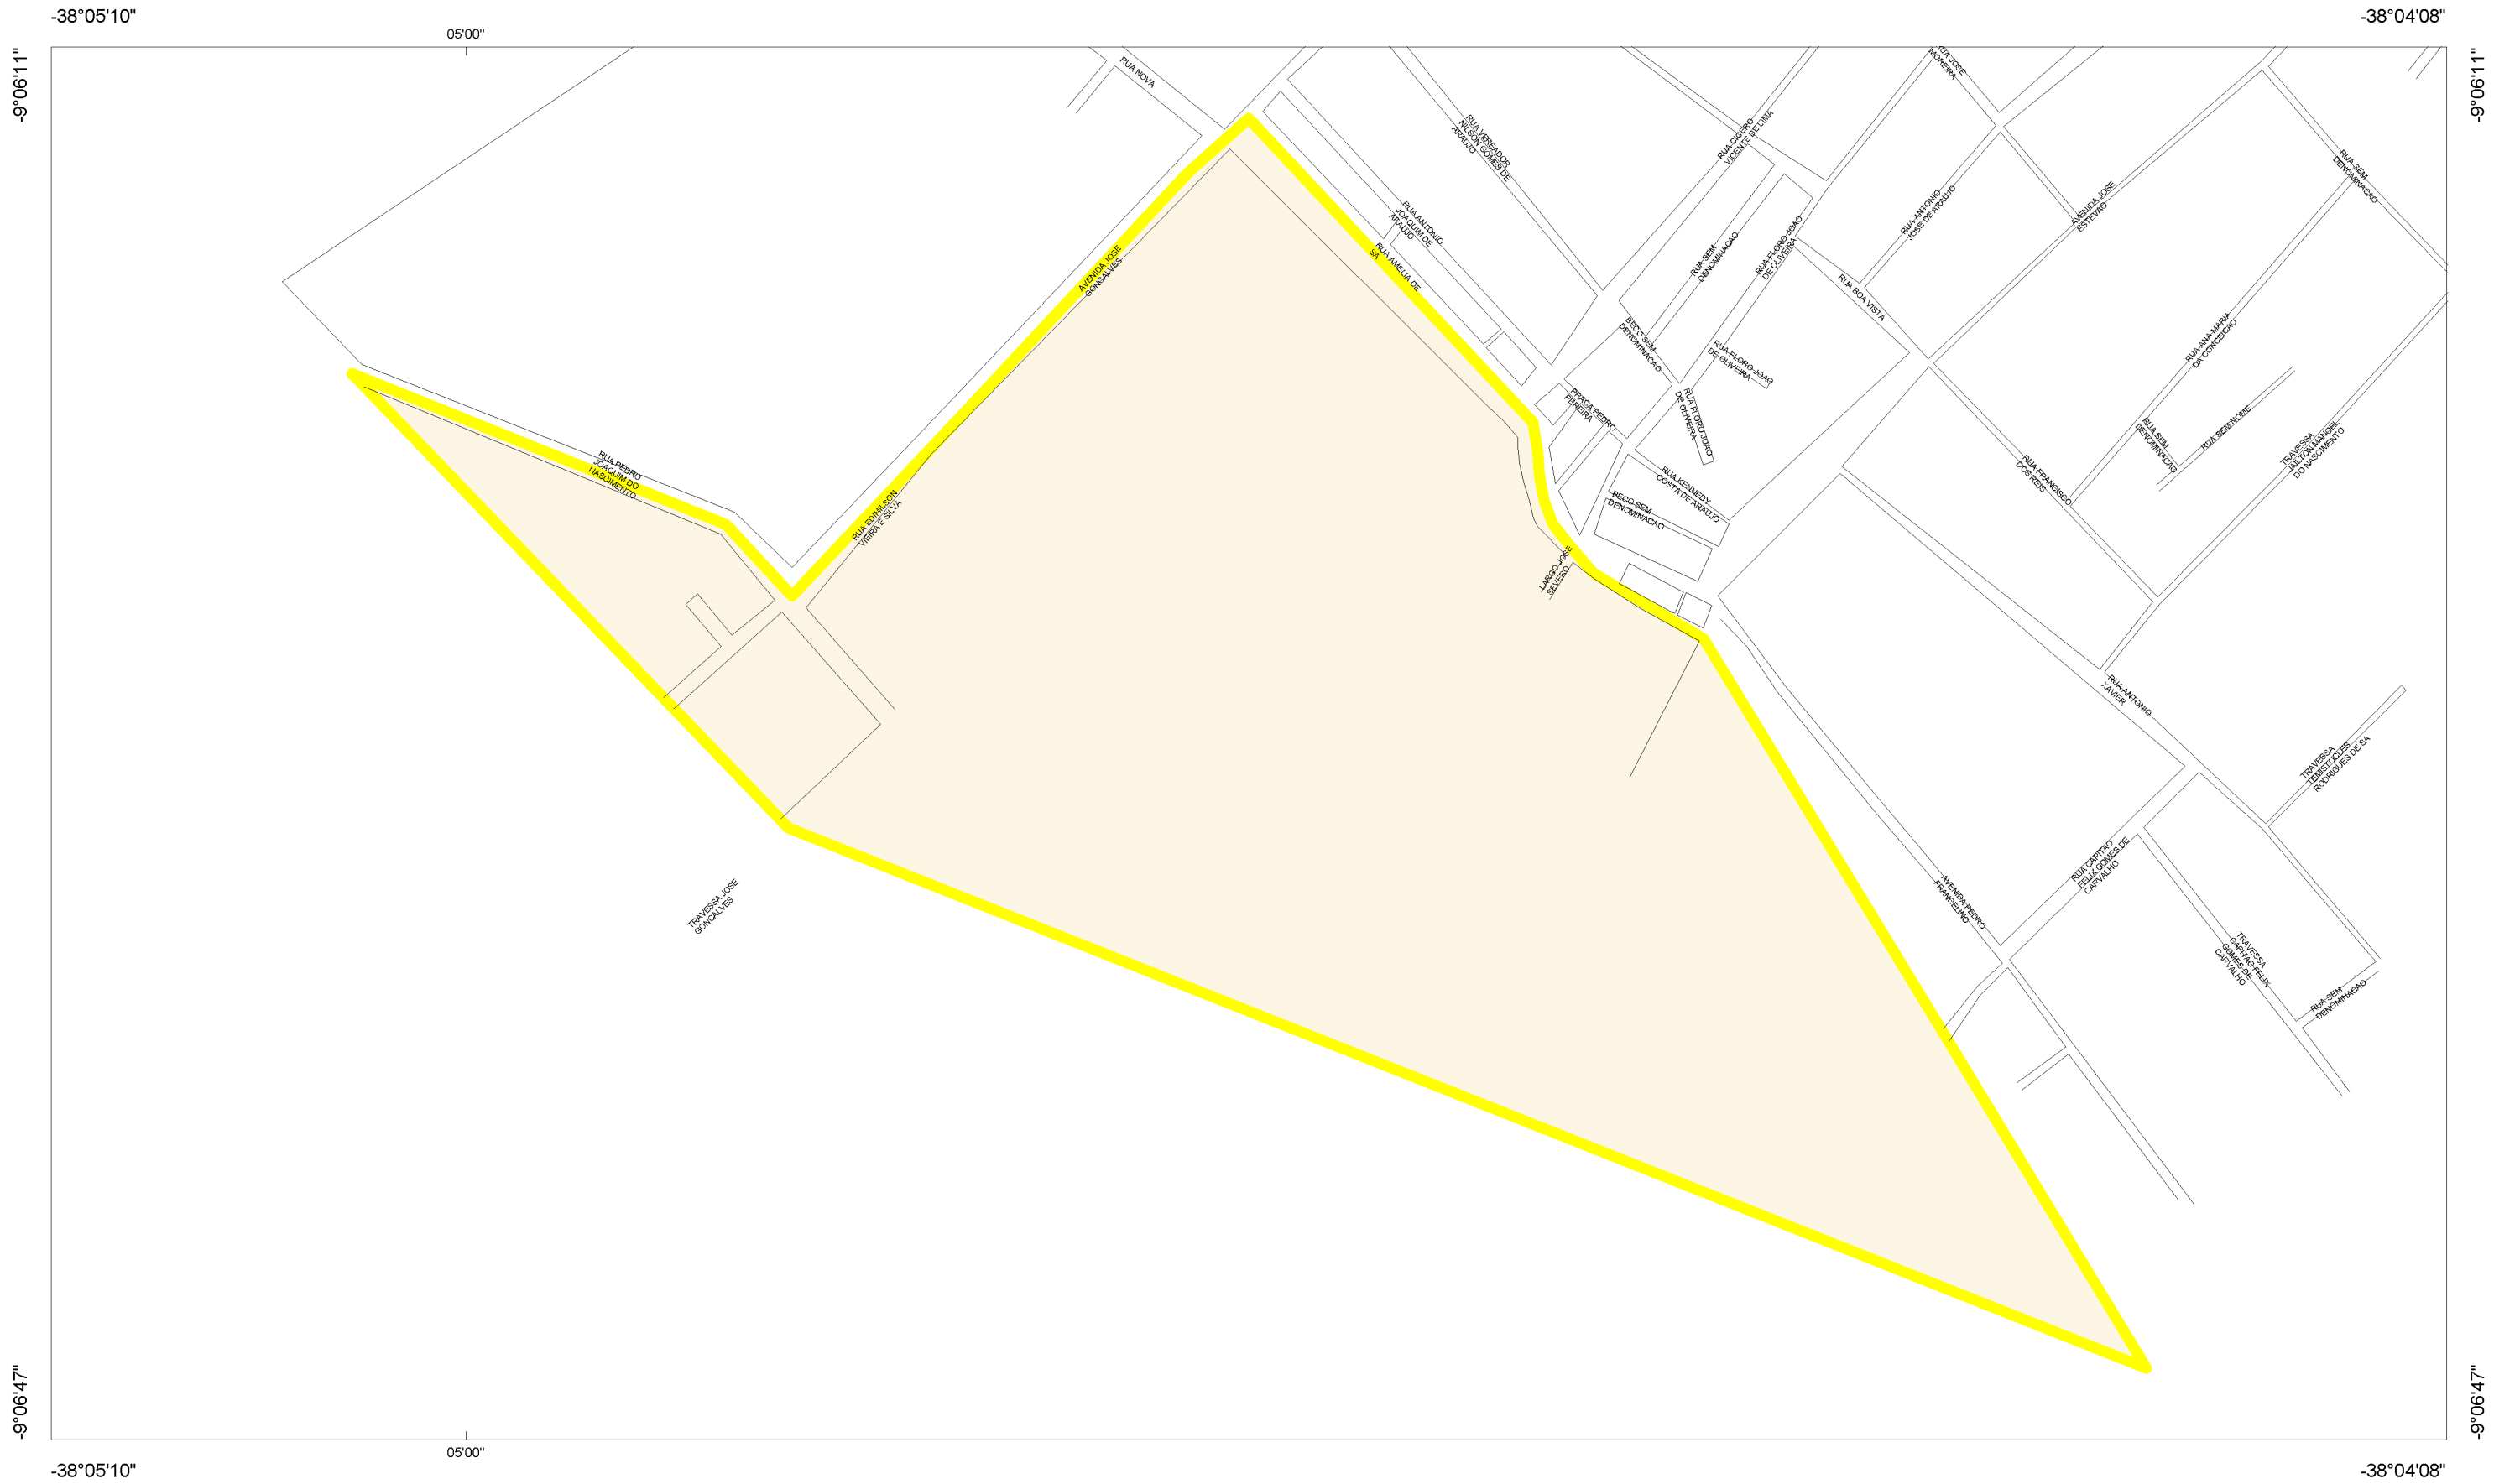 -38°05'10"
-38°04'08"
05'00"
-9°06'11"
-9°06'11"
RUA NOVA
RUA JOSE
MOREIRA
RUA VEREADOR
NILSON GOMES DE
ARAUJO
RUA CICERO
VICENTE DE LIMA
RUA SEM
DENOMINACAO
RUA ANTONIO
JOAQUIM DE
ARAUJO
RUA AMELIA DE
SA
AVENIDA JOSE
GONCALVES
RUA SEM
DENOMINACAO
RUA FLORO JOAO
DE OLIVEIRA
RUA ANTONIO
JOSE DE ARAUJO
AVENIDA JOSE
ESTEVAO
RUA BOA VISTA
BECO SEM
DENOMINACAO
RUA FLORO JOAO
DE OLIVEIRA
RUA ANA MARIA
DA CONCEICAO
PRACA PEDRO
PEREIRA
RUA FLORO JOAO
DE OLIVEIRA
RUA SEM
DENOMINACAO
RUA SEM NOME
TRAVESSA
JAILTON MANOEL
DO NASCIMENTO
RUA PEDRO
JOAQUIM DO
NASCIMENTO
RUA KENNEDY
COSTA DE ARAUJO
RUA FRANCISCO
DOS REIS
BECO SEM
DENOMINACAO
RUA EDIMILSON
VIEIRA E SILVA
LARGO JOSE
SEVERO
RUA ANTONIO
XAVIER
TRAVESSA
TEMISTOCLES
RODRIGUES DE SA
RUA CAPITAO
FELIX GOMES DE
CARVALHO
TRAVESSA JOSE
GONCALVES
AVENIDA PEDRO
FRANCELINO
TRAVESSA
CAPITAO FELIX
GOMES DE
CARVALHO
RUA SEM
DENOMINACAO
-9°06'47"
-9°06'47"
05'00"
-38°05'10"
-38°04'08"